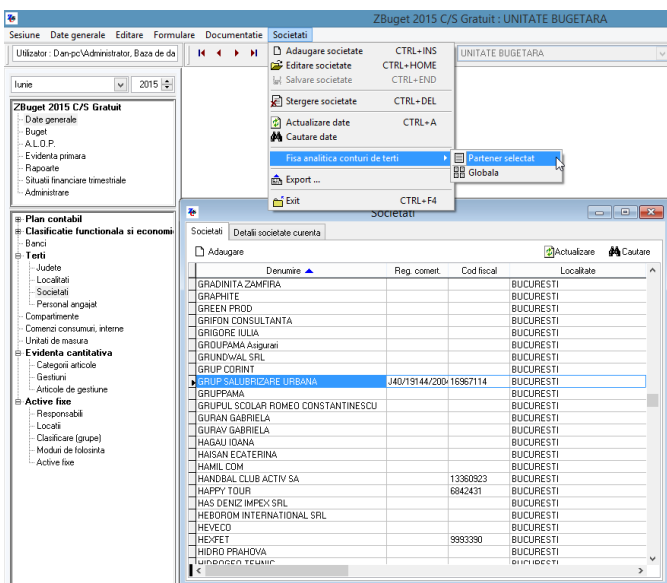 ZBuget 2015 C/S Gratuit : UNITATE BUGETARA
Sesiune Date generale Editare Formulare Documentatie Societati
Utilizator : Dan-pc\Administrator, Baza de da
UNITATE BUGETARA
Adaugare societate CTRL+INS
Editare societate CTRL+HOME
Salvare societate CTRL+END
Stergere societate CTRL+DEL
Actualizare date CTRL+A
Cautare date
Fisa analitica conturi de terti
Partener selectat
Globala
Export ...
Exit CTRL+F4
Iunie 2015
ZBuget 2015 C/S Gratuit
Date generale
Buget
A.L.O.P.
Evidenta primara
Rapoarte
Situatii financiare trimestriale
Administrare
Plan contabil
Clasificatie functionala si economi
Banci
Terti
Judete
Localitati
Societati
Personal angajat
Compartimente
Comenzi consumuri, interne
Unitati de masura
Evidenta cantitativa
Categorii articole
Gestiuni
Articole de gestiune
Active fixe
Responsabili
Locatii
Clasificare (grupe)
Moduri de folosinta
Active fixe
Societati
Societati Detalii societate curenta
Adaugare Actualizare Cautare
Denumire Reg. comert. Cod fiscal Localitate
GRADINITA ZAMFIRA BUCURESTI
GRAPHITE BUCURESTI
GREEN PROD BUCURESTI
GRIFON CONSULTANTA BUCURESTI
GRIGORE IULIA BUCURESTI
GROUPAMA Asigurari BUCURESTI
GRUNDWAL SRL BUCURESTI
GRUP CORINT BUCURESTI
GRUP SALUBRIZARE URBANA J40/19144/200 16967114 BUCURESTI
GRUPPAMA BUCURESTI
GRUPUL SCOLAR ROMEO CONSTANTINESCU BUCURESTI
GURAN GABRIELA BUCURESTI
GURAV GABRIELA BUCURESTI
HAGAU IOANA BUCURESTI
HAISAN ECATERINA BUCURESTI
HAMIL COM BUCURESTI
HANDBAL CLUB ACTIV SA 13360923 BUCURESTI
HAPPY TOUR 6842431 BUCURESTI
HAS DENIZ IMPEX SRL BUCURESTI
HEBOROM INTERNATIONAL SRL BUCURESTI
HEVECO BUCURESTI
HEXFET 9993390 BUCURESTI
HIDRO PRAHOVA BUCURESTI
HIDROGEO TEHNIC BUCURESTI